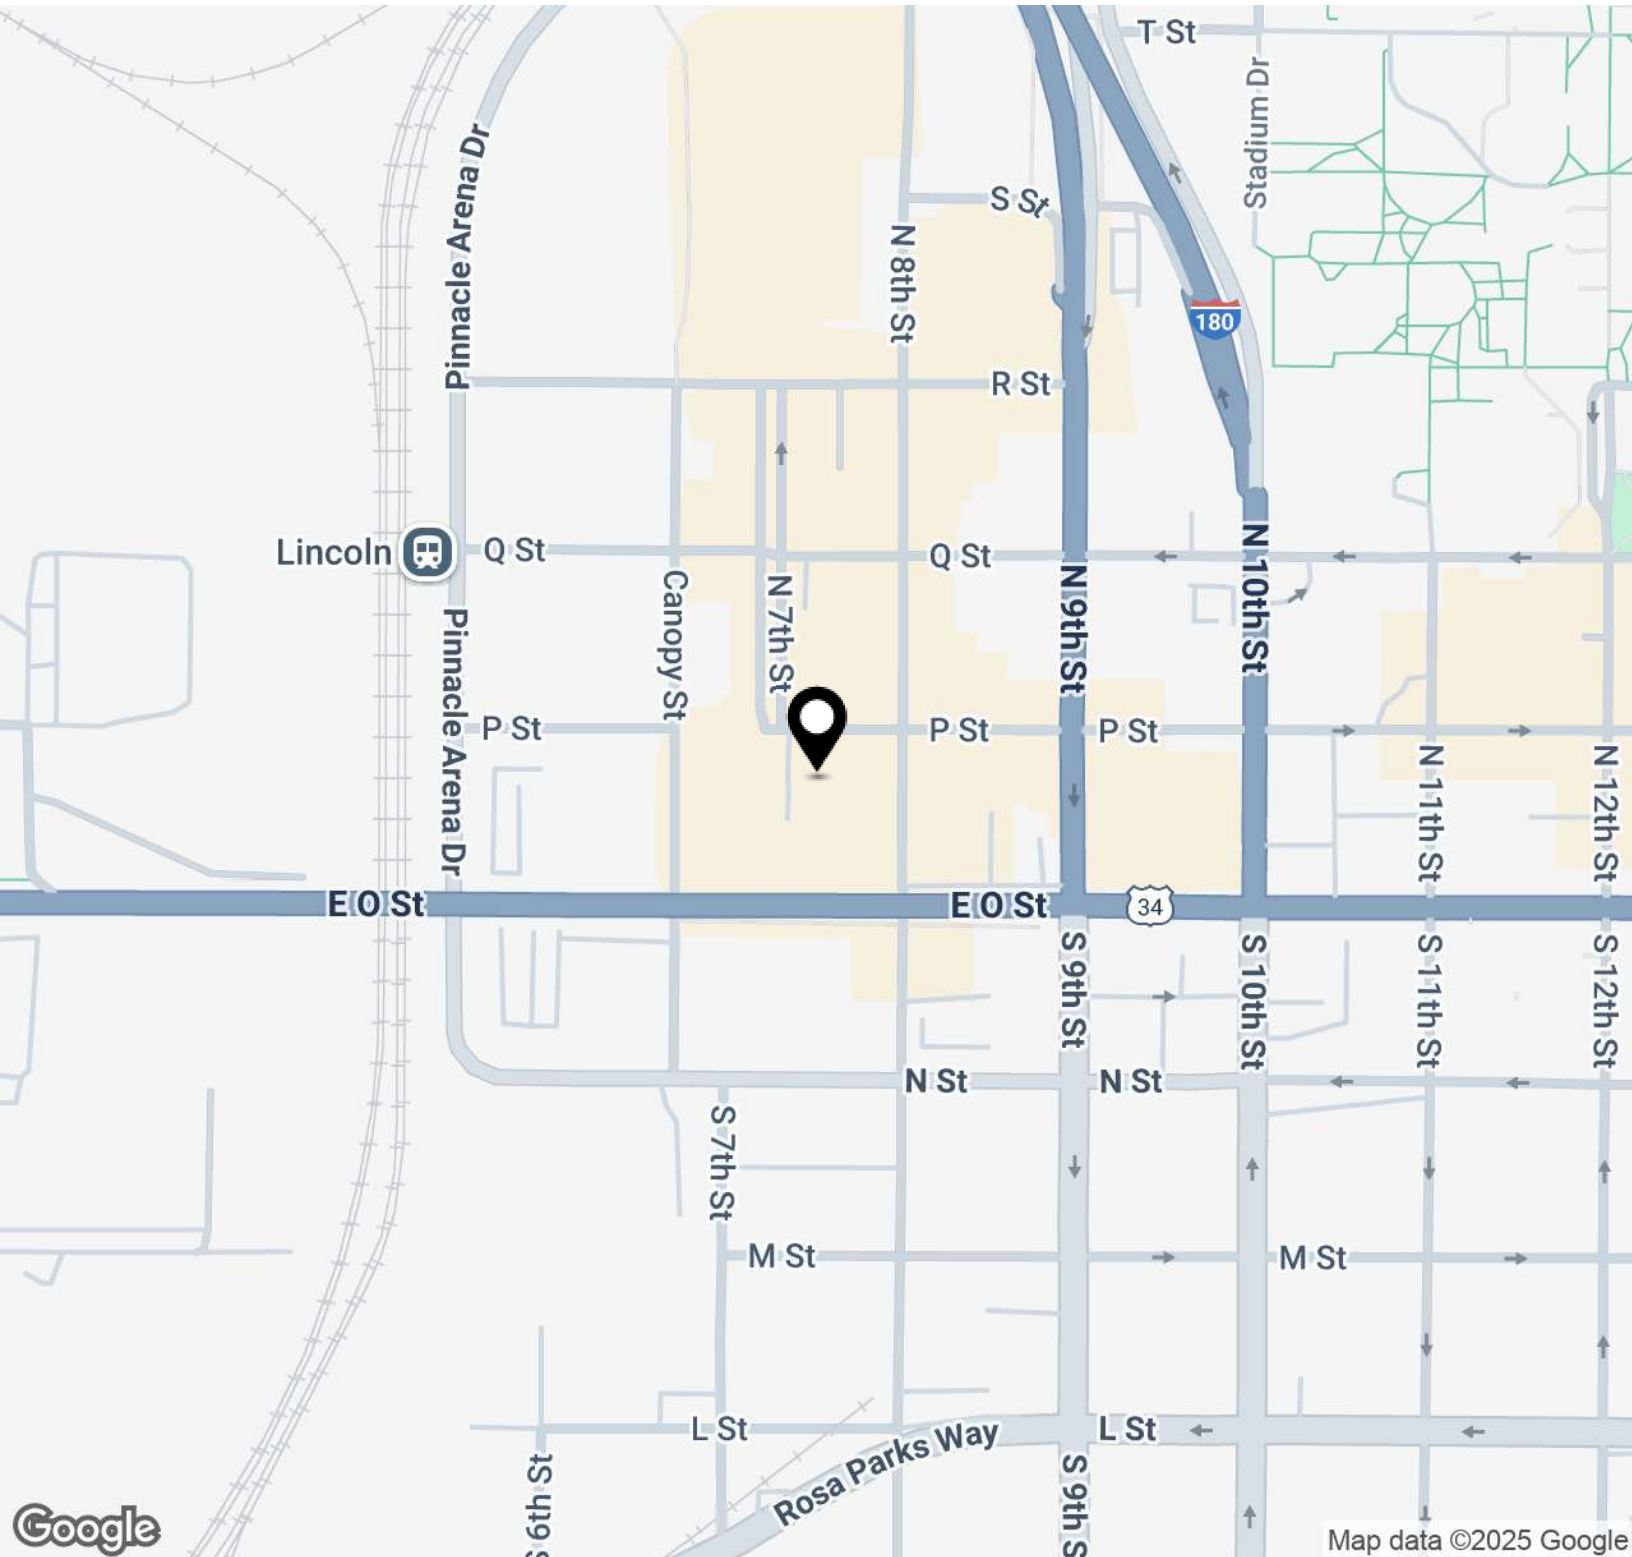 T St
Stadium Dr
Pinnacle Arena Dr
S St
N 8th St
180
R St
Lincoln
Q St
Q St
N 10th St
Canopy St
N 7th St
N 9th St
Pinnacle Arena Dr
P St
P St
P St
N 11th St
N 12th St
E O St
E O St
34
S 9th St
S 10th St
S 11th St
S 12th St
N St
N St
S 7th St
M St
M St
L St
Rosa Parks Way
L St
S 6th St
S 9th S
Google
Map data ©2025 Google